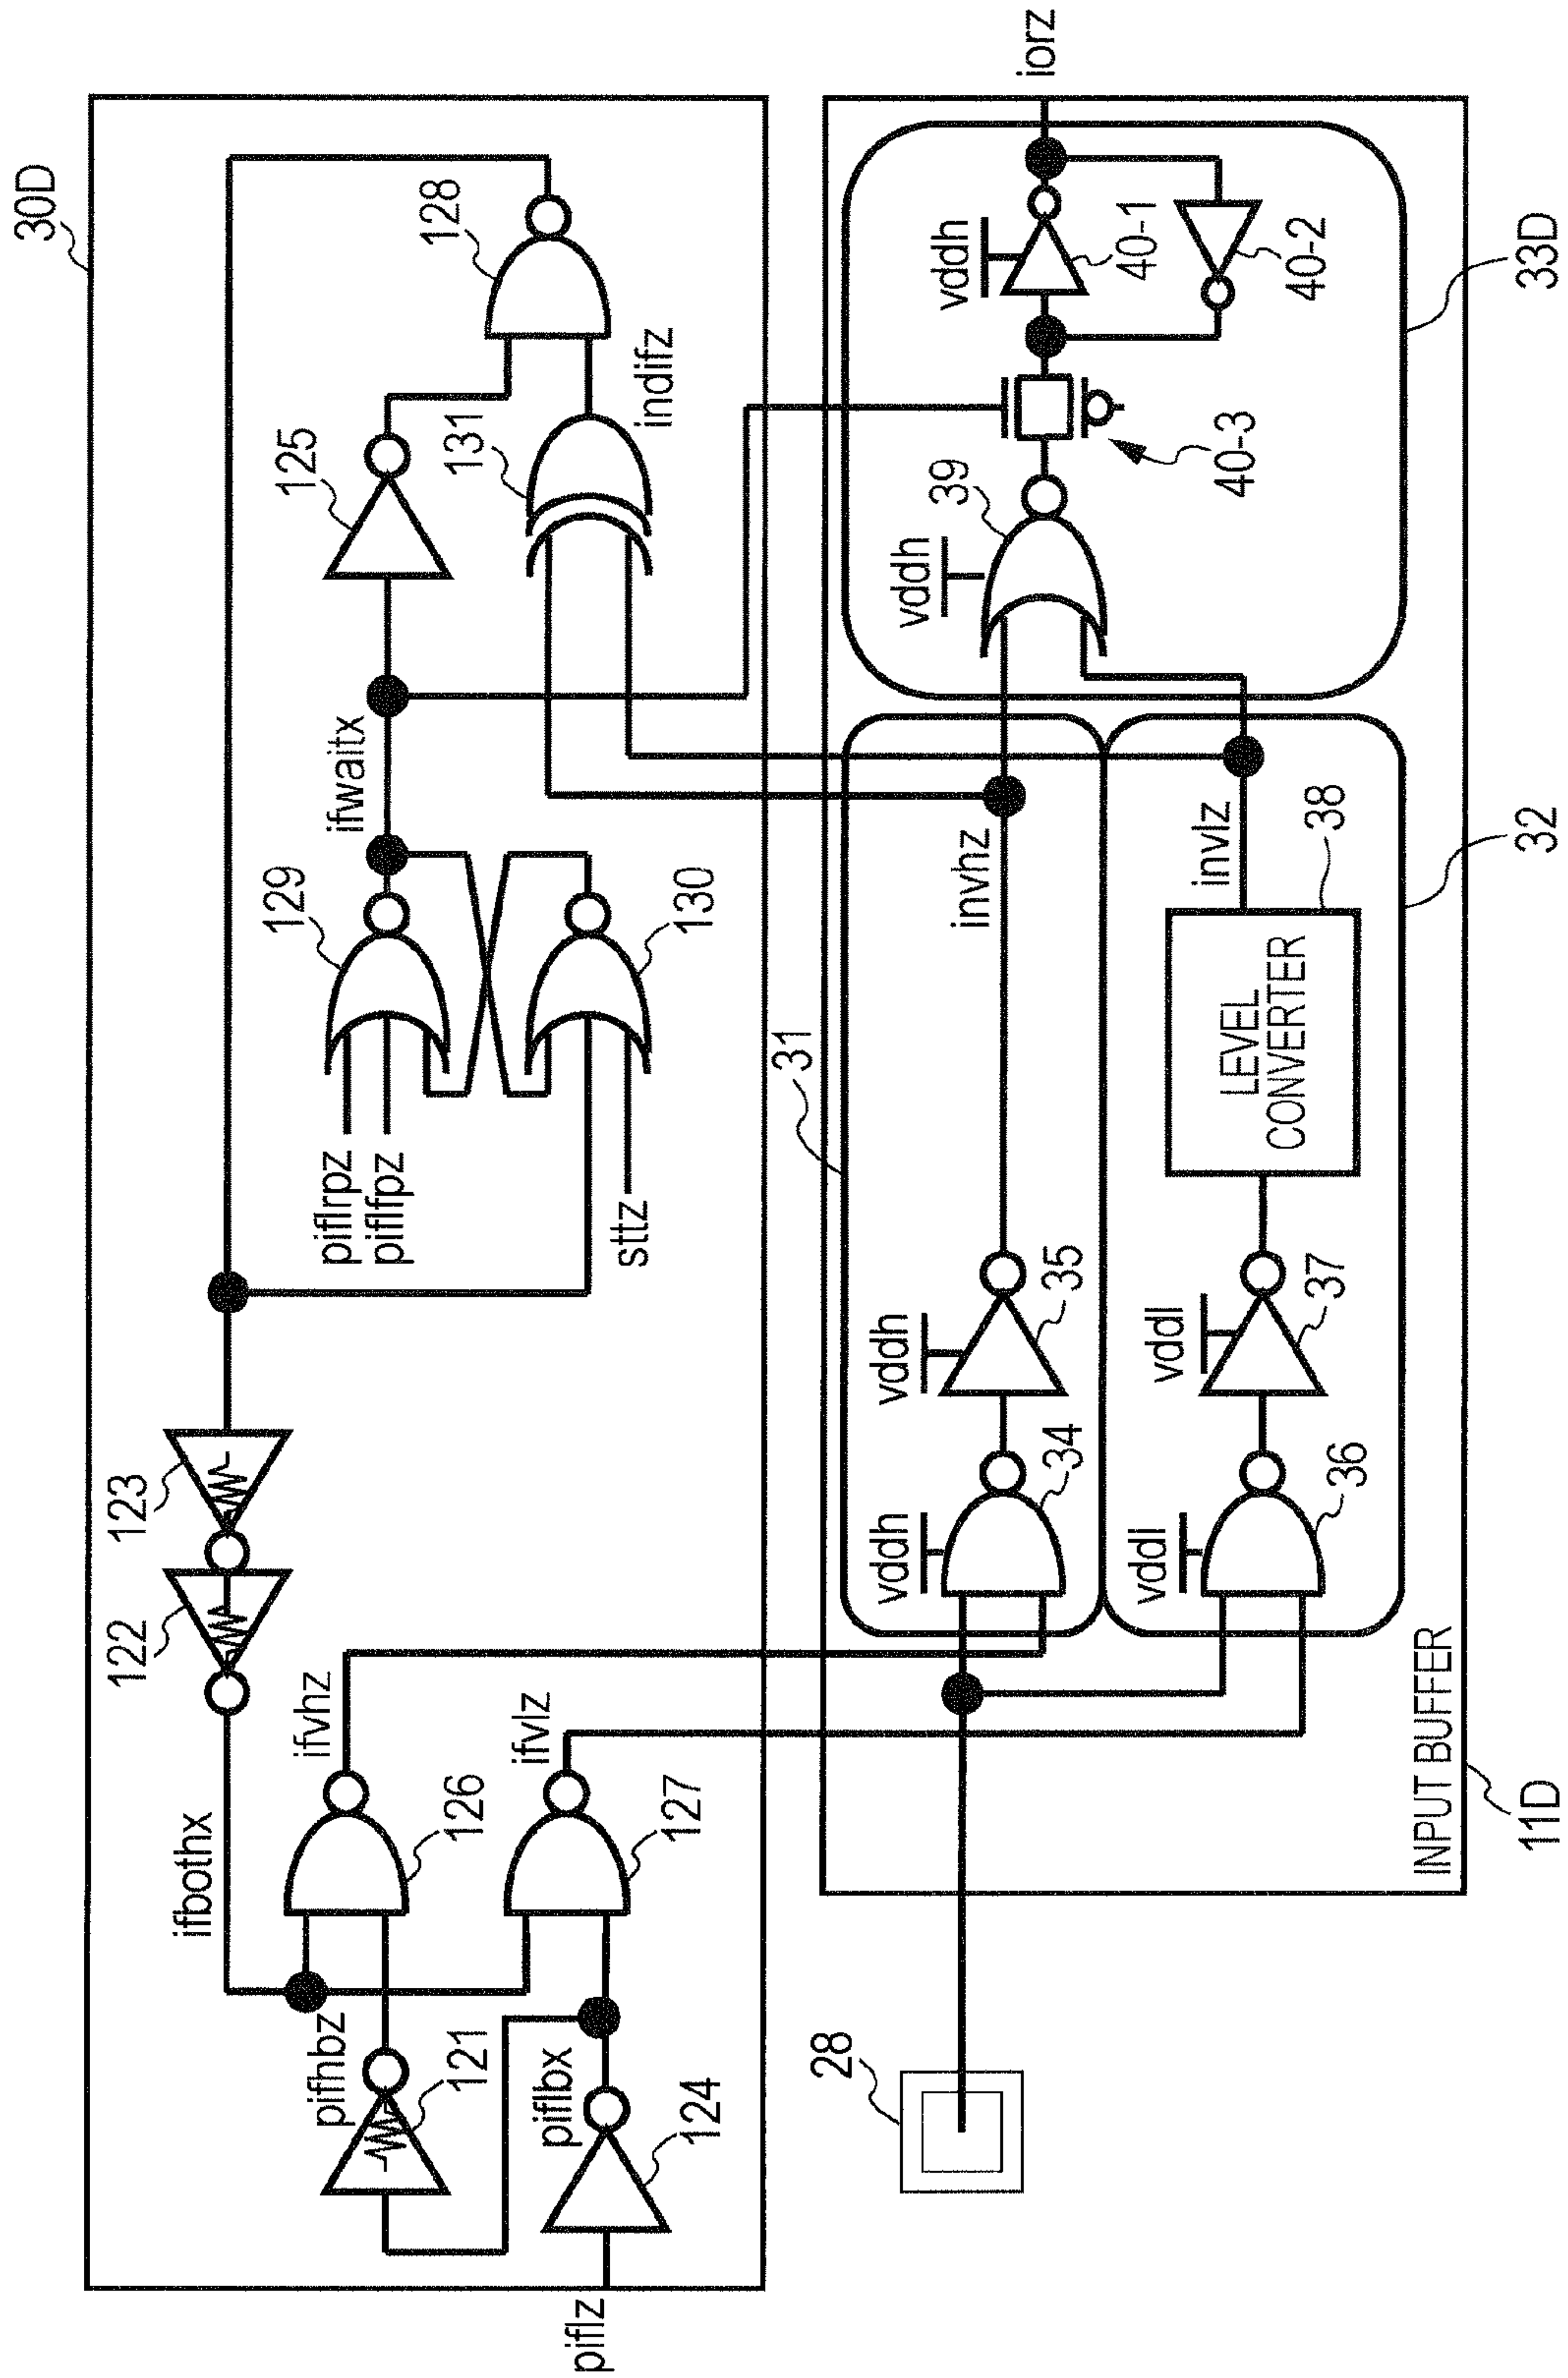 30D
123
122
ifbothx
pifhbz
121
piflbx
124
piflz
ifvhz
126
ifvlz
127
piflrpz
piflfpz
sttz
129
130
ifwaitx
125
131
128
indifz
28
31
vddh
34
vddh
35
invhz
vddl
36
vddl
37
LEVEL
CONVERTER
38
invlz
32
vddh
39
40-3
vddh
40-1
40-2
33D
iorz
INPUT BUFFER
11D